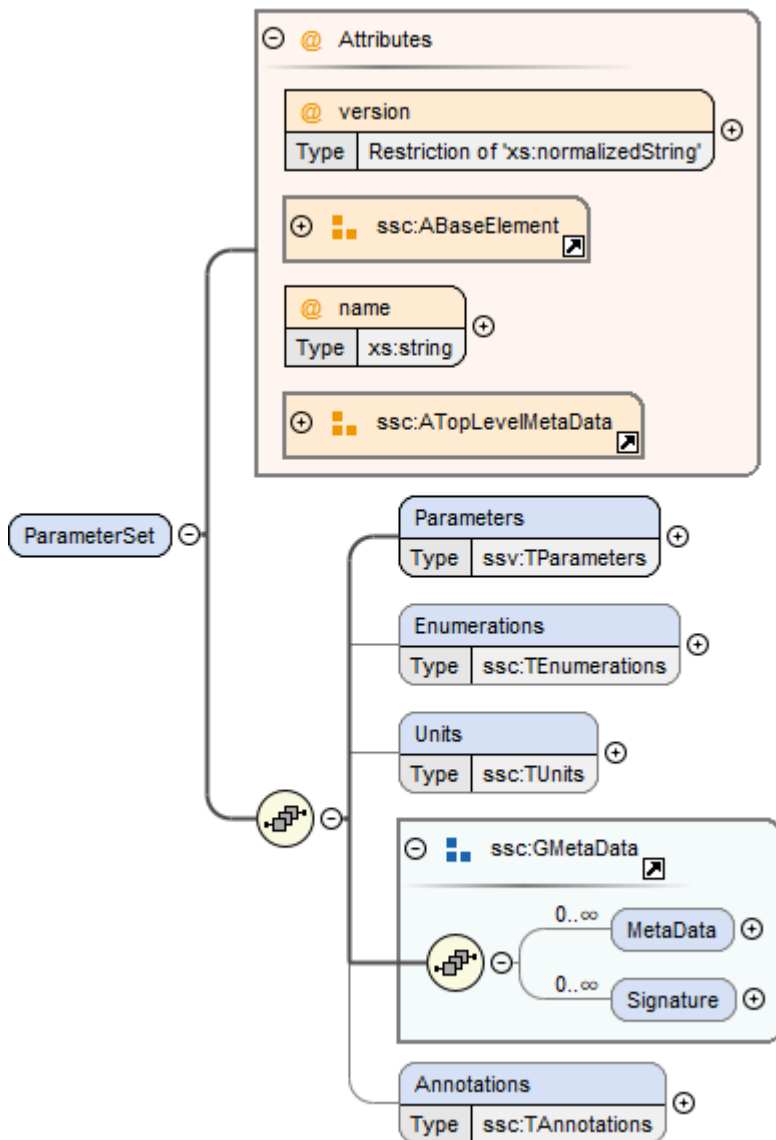 @ Attributes
@ version
Type Restriction of 'xs:normalizedString'
ssc:ABaseElement
@ name
Type xs:string
ssc:ATopLevelMetaData
ParameterSet
Parameters
Type ssv:TParameters
Enumerations
Type ssc:TEnumerations
Units
Type ssc:TUnits
ssc:GMetaData
0..∞
MetaData
0..∞
Signature
Annotations
Type ssc:TAnnotations